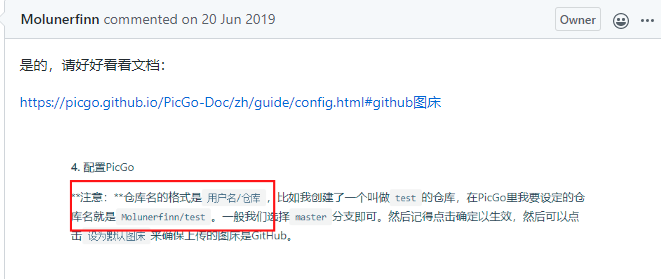 Molunerfinn commented on 20 Jun 2019 Owner
是的，请好好看看文档：
https://picgo.github.io/PicGo-Doc/zh/guide/config.html#github图床
4. 配置PicGo
**注意：**仓库名的格式是 用户名/仓库 ，比如我创建了一个叫做 test 的仓库，在PicGo里我要设定的仓
库名就是 Molunerfinn/test 。一般我们选择 master 分支即可。然后记得点击确定以生效，然后可以点
击 设为默认图床 来确保上传的图床是GitHub。